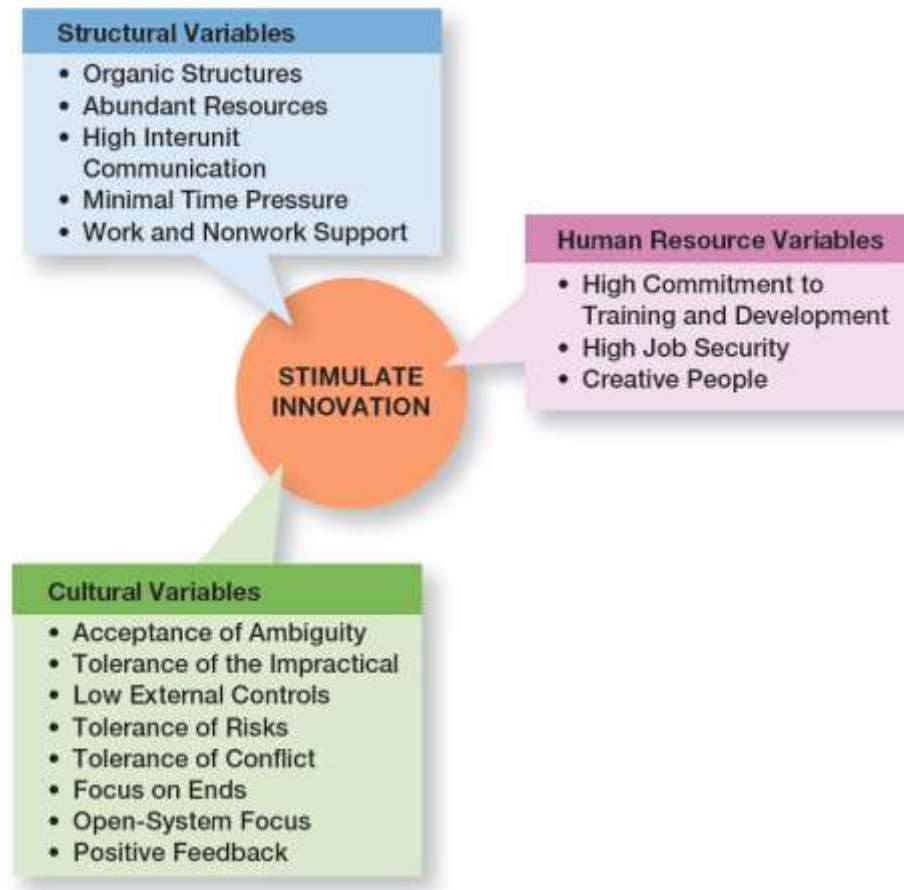 Structural Variables
• Organic Structures
• Abundant Resources
• High Interunit
Communication
• Minimal Time Pressure
• Work and Nonwork Support
Human Resource Variables
• High Commitment to
Training and Development
• High Job Security
• Creative People
STIMULATE
INNOVATION
Cultural Variables
• Acceptance of Ambiguity
• Tolerance of the Impractical
• Low External Controls
• Tolerance of Risks
• Tolerance of Conflict
• Focus on Ends
• Open-System Focus
• Positive Feedback